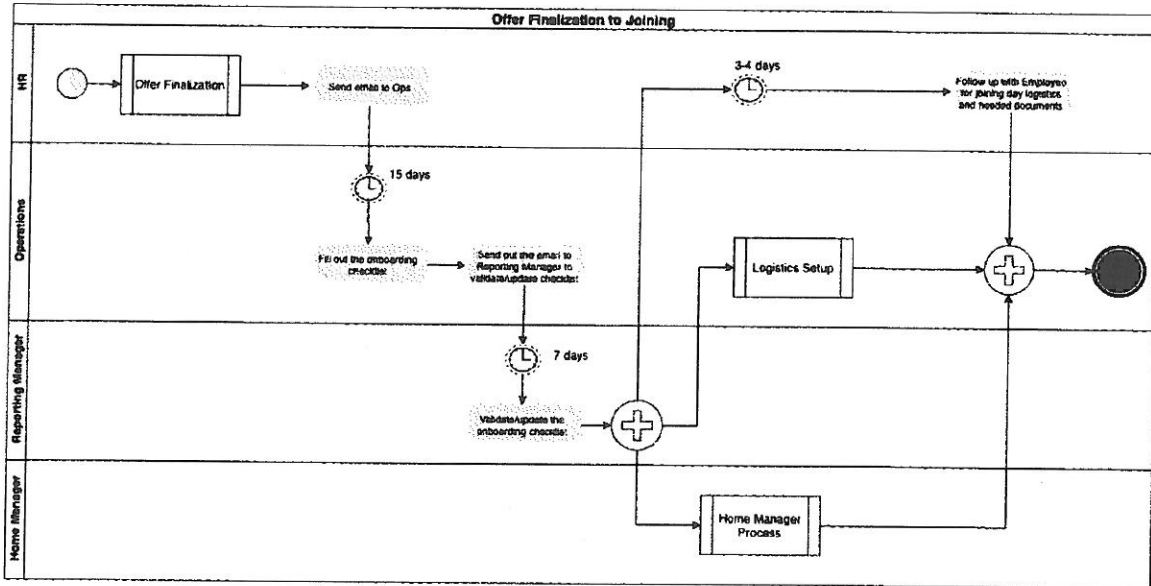 Offer Finalization to Joining
HR
Offer Finalization
Send email to Ops
3-4 days
Follow up with Employee
for joining day logistics
and needed documents
Operations
15 days
Fill out the onboarding
checklist
Send put the email to
Reporting Manager to
validate/update checklist
Logistics Setup
Reporting Manager
7 days
Validate/update the
onboarding checklist
Home Manager
Home Manager
Process